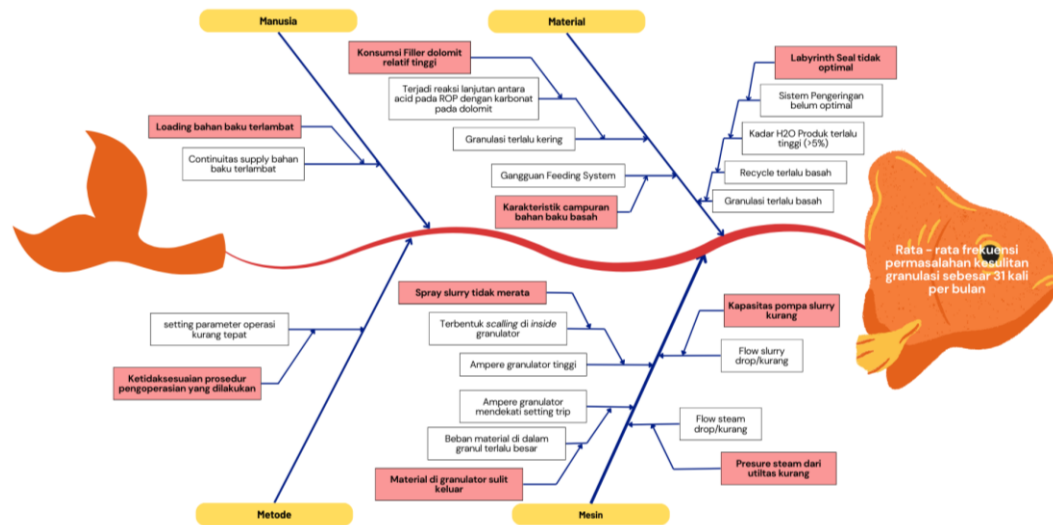 Manusia
Material
Konsumsi Filler dolomit
relatif tinggi
Terjadi reaksi lanjutan antara
acid pada ROP dengan karbonat
pada dolomit
Granulasi terlalu kering
Gangguan Feeding System
Karakteristik campuran
bahan baku basah
Labyrinth Seal tidak
optimal
Sistem Pengeringan
belum optimal
Kadar H2O Produk terlalu
tinggi (>5%)
Recycle terlalu basah
Granulasi terlalu basah
Loading bahan baku terlambat
Continuitas supply bahan
baku terlambat
Rata - rata frekuensi
permasalahan kesulitan
granulasi sebesar 31 kali
per bulan
setting parameter operasi
kurang tepat
Ketidaksesuaian prosedur
pengoperasian yang dilakukan
Spray slurry tidak merata
Terbentuk scalling di inside
granulator
Ampere granulator tinggi
Ampere granulator
mendekati setting trip
Beban material di dalam
granul terlalu besar
Material di granulator sulit
keluar
Kapasitas pompa slurry
kurang
Flow slurry
drop/kurang
Flow steam
drop/kurang
Presure steam dari
utiltas kurang
Metode
Mesin